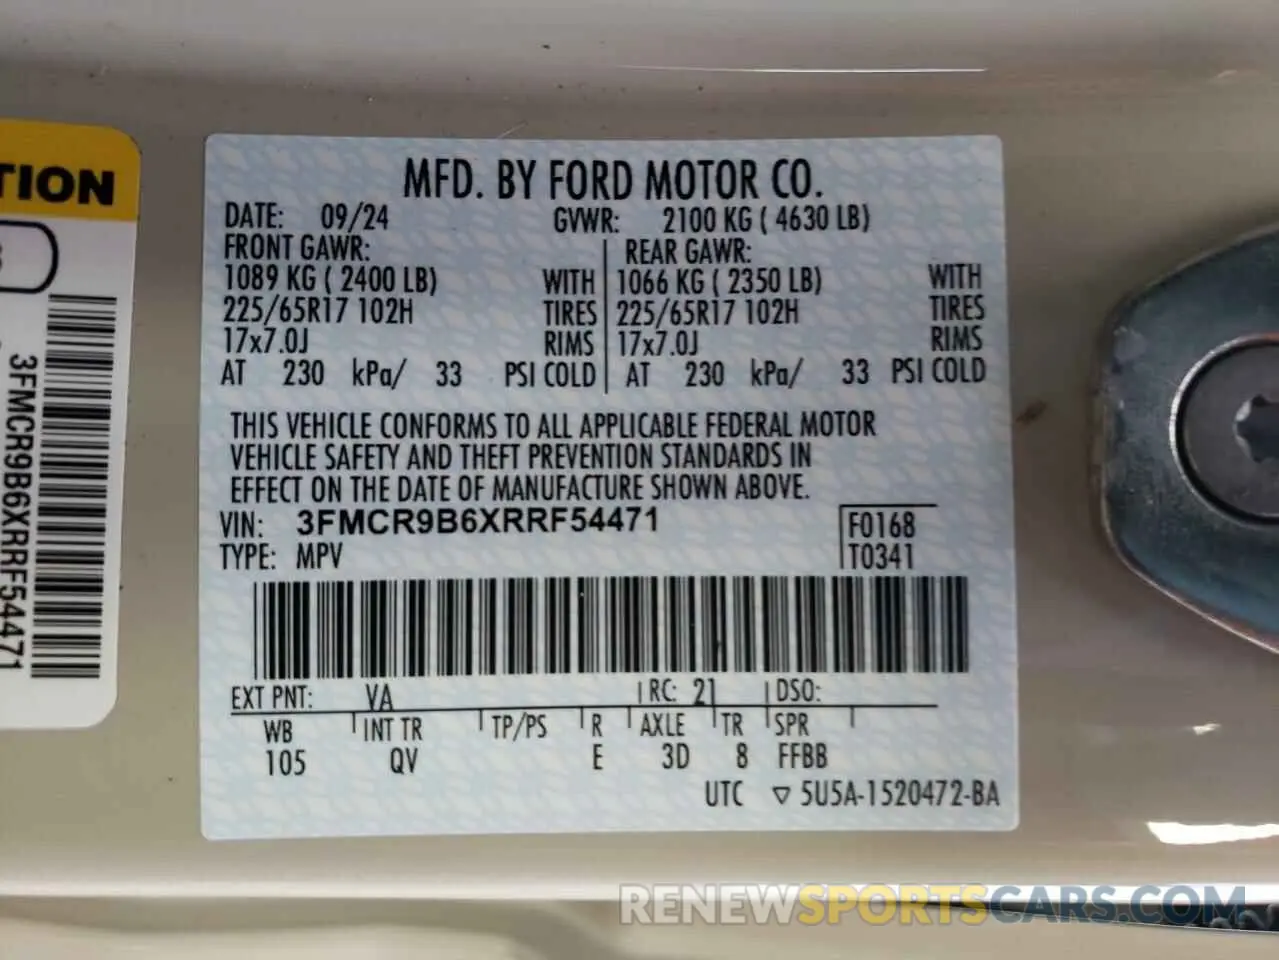 TION
3FMCR9B6XRRF54471
MFD. BY FORD MOTOR CO.
DATE: 09/24 GVWR: 2100 KG ( 4630 LB)
FRONT GAWR: REAR GAWR:
1089 KG ( 2400 LB) WITH 1066 KG ( 2350 LB) WITH
225/65R17 102H TIRES 225/65R17 102H TIRES
17x7.0J RIMS 17x7.0J RIMS
AT 230 kPa/ 33 PSI COLD AT 230 kPa/ 33 PSI COLD
THIS VEHICLE CONFORMS TO ALL APPLICABLE FEDERAL MOTOR
VEHICLE SAFETY AND THEFT PREVENTION STANDARDS IN
EFFECT ON THE DATE OF MANUFACTURE SHOWN ABOVE.
VIN: 3FMCR9B6XRRF54471 F0168
TYPE: MPV T0341
EXT PNT: VA RC: 21 DSO:
WB INT TR TP/PS R AXLE TR SPR
105 QV E 3D 8 FFBB
UTC ▽ 5U5A-1520472-BA
RENEWSPORTSCARS.COM